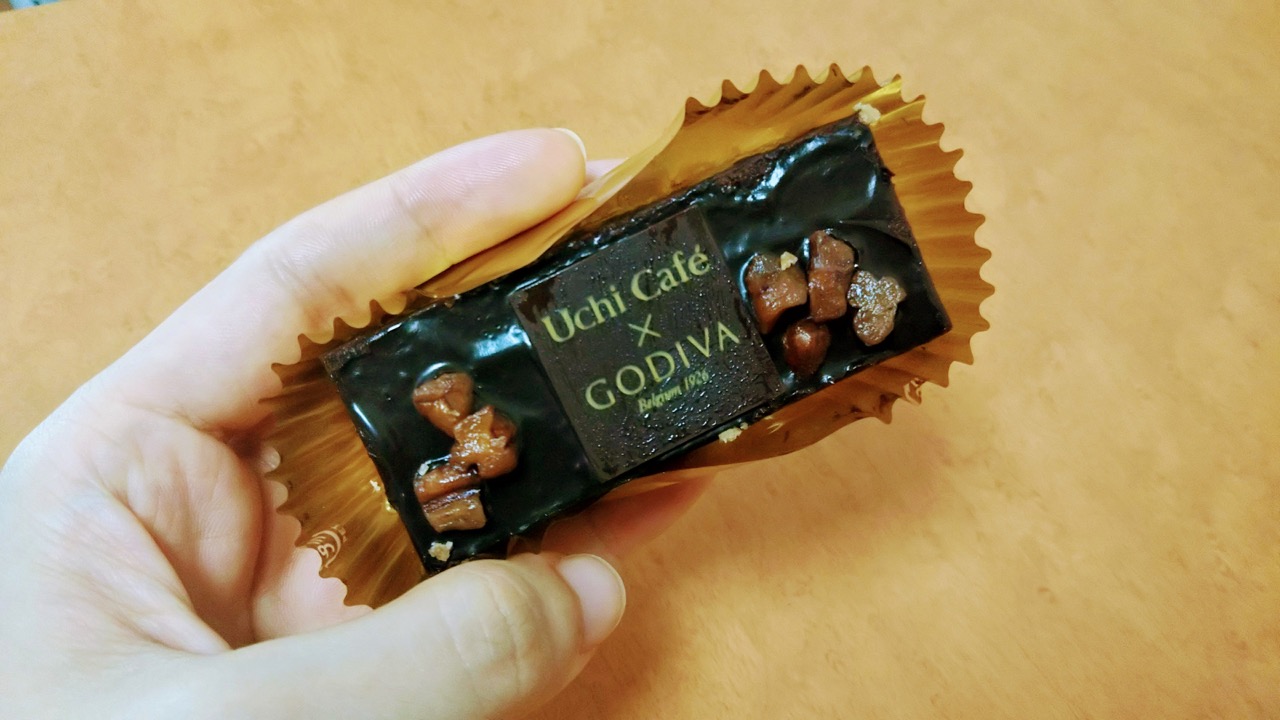 Uchi Café
×
GODIVA
Belgium 1926